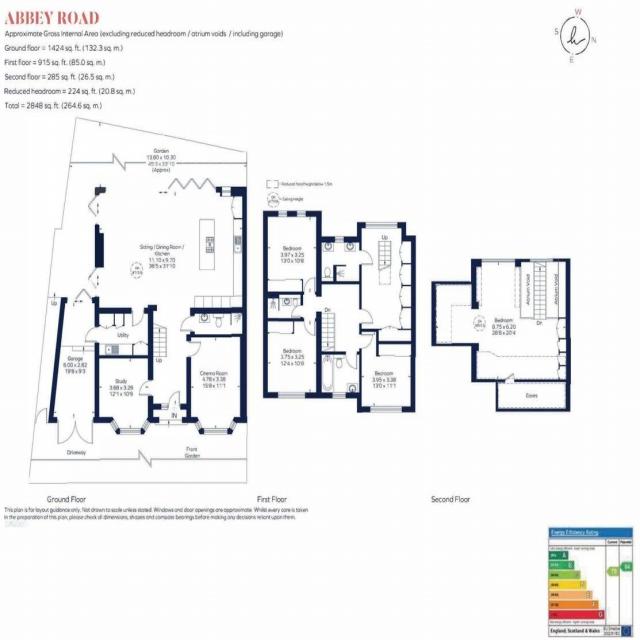 ABBEY ROAD
Approximate Gross Internal Area (excluding reduced headroom / atrium voids / including garage)
Ground floor = 1424 sq. ft. (132.3 sq. m.)
First floor = 915 sq. ft. (85.0 sq. m.)
Second floor = 285 sq. ft. (26.5 sq. m.)
Reduced headroom = 224 sq. ft. (20.8 sq. m.)
Total = 2848 sq. ft. (264.6 sq. m.)
W
S
N
E
Garden
13.60 x 10.30
(Approx)
Sitting / Dining Room /
Kitchen
11.10 x 9.70
36'5 x 31'10
Up
Utility
Up
Garage
6.00 x 2.82
19'8 x 9'3
Study
3.68 x 3.28
12'1 x 10'9
Cinema Room
4.78 x 3.38
15'8 x 11'1
IN
Driveway
Front
Garden
= Reduced head height below 1.5m
= Ceiling Height
Bedroom
3.97 x 3.25
13'0 x 10'8
Up
Dn
Bedroom
3.75 x 3.25
12'4 x 10'8
Bedroom
3.95 x 3.38
13'0 x 11'1
Atrium Void
Atrium Void
Bedroom
8.75 x 6.20
28'8 x 20'4
Dn
Eaves
Ground Floor
First Floor
Second Floor
This plan is for layout guidance only. Not drawn to scale unless stated. Windows and door openings are approximate. Whilst every care is taken
in the preparation of this plan, please check all dimensions, shapes and compass bearings before making any decisions reliant upon them.
Energy Efficiency Rating
Current
Potential
A
B
C
D
E
F
G
84
England, Scotland & Wales